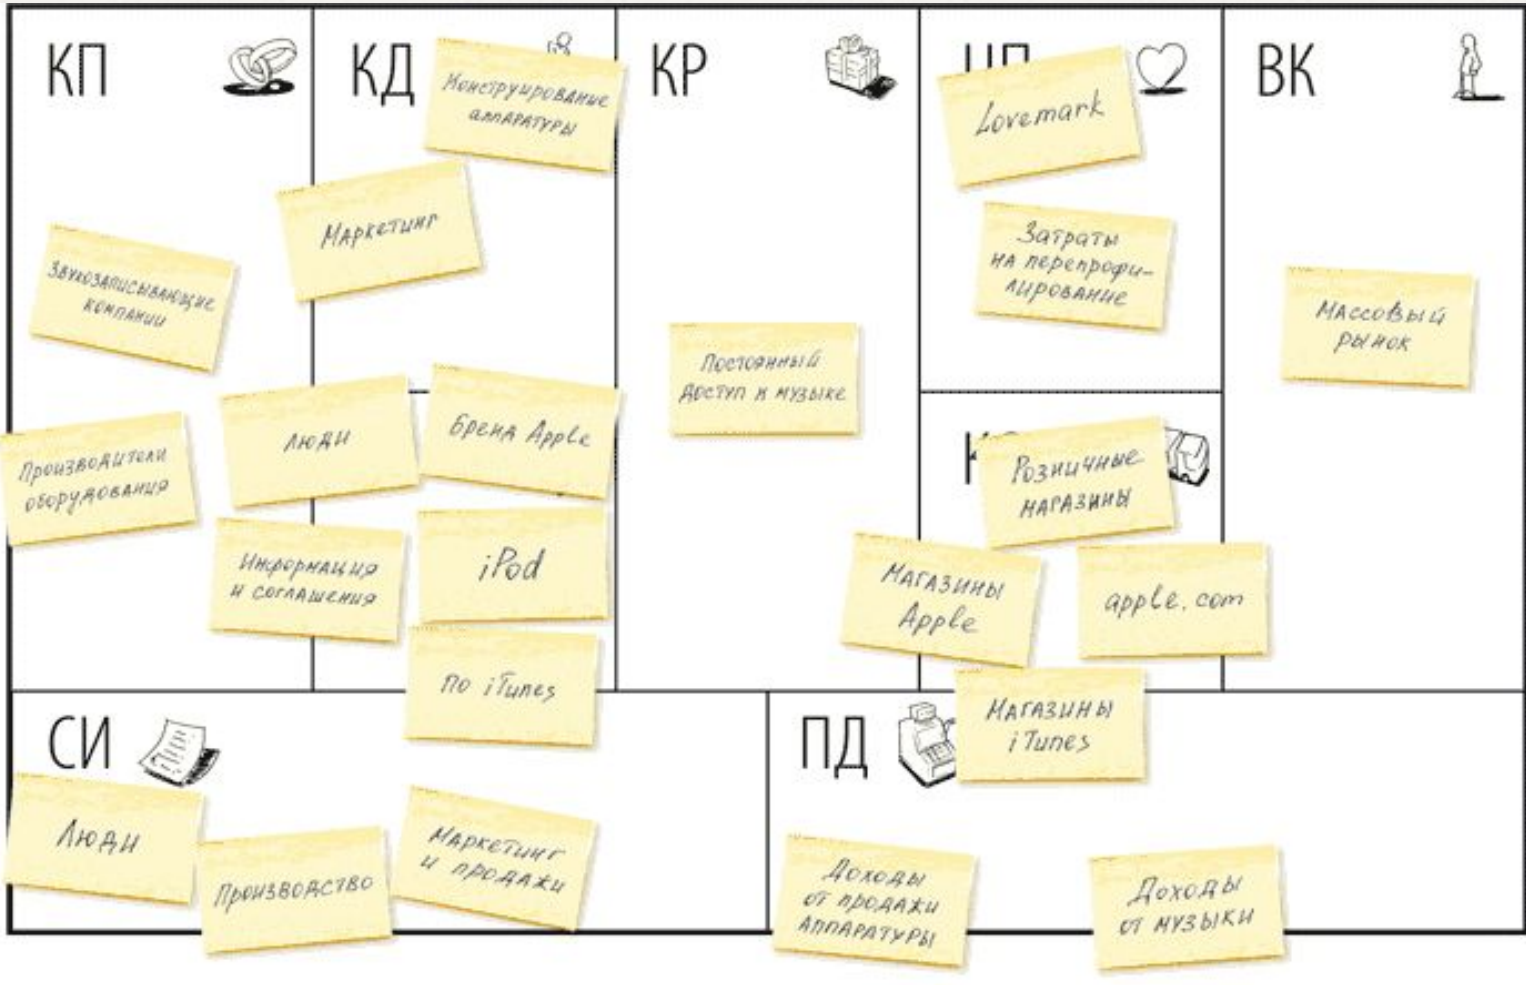 КП
Звукозаписывающие
компании
Производители
оборудования
КД
Конструирование
аппаратуры
Маркетинг
Люди
Бренд Apple
Информация
и соглашения
iPod
ПО iTunes
КР
Постоянный
доступ к музыке
Lovemark
Затраты
на перепрофи-
лирование
Розничные
магазины
Магазины
Apple
apple.com
Магазины
iTunes
ВК
Массовый
рынок
СИ
Люди
Производство
Маркетинг
и продажи
ПД
Доходы
от продажи
аппаратуры
Доходы
от музыки